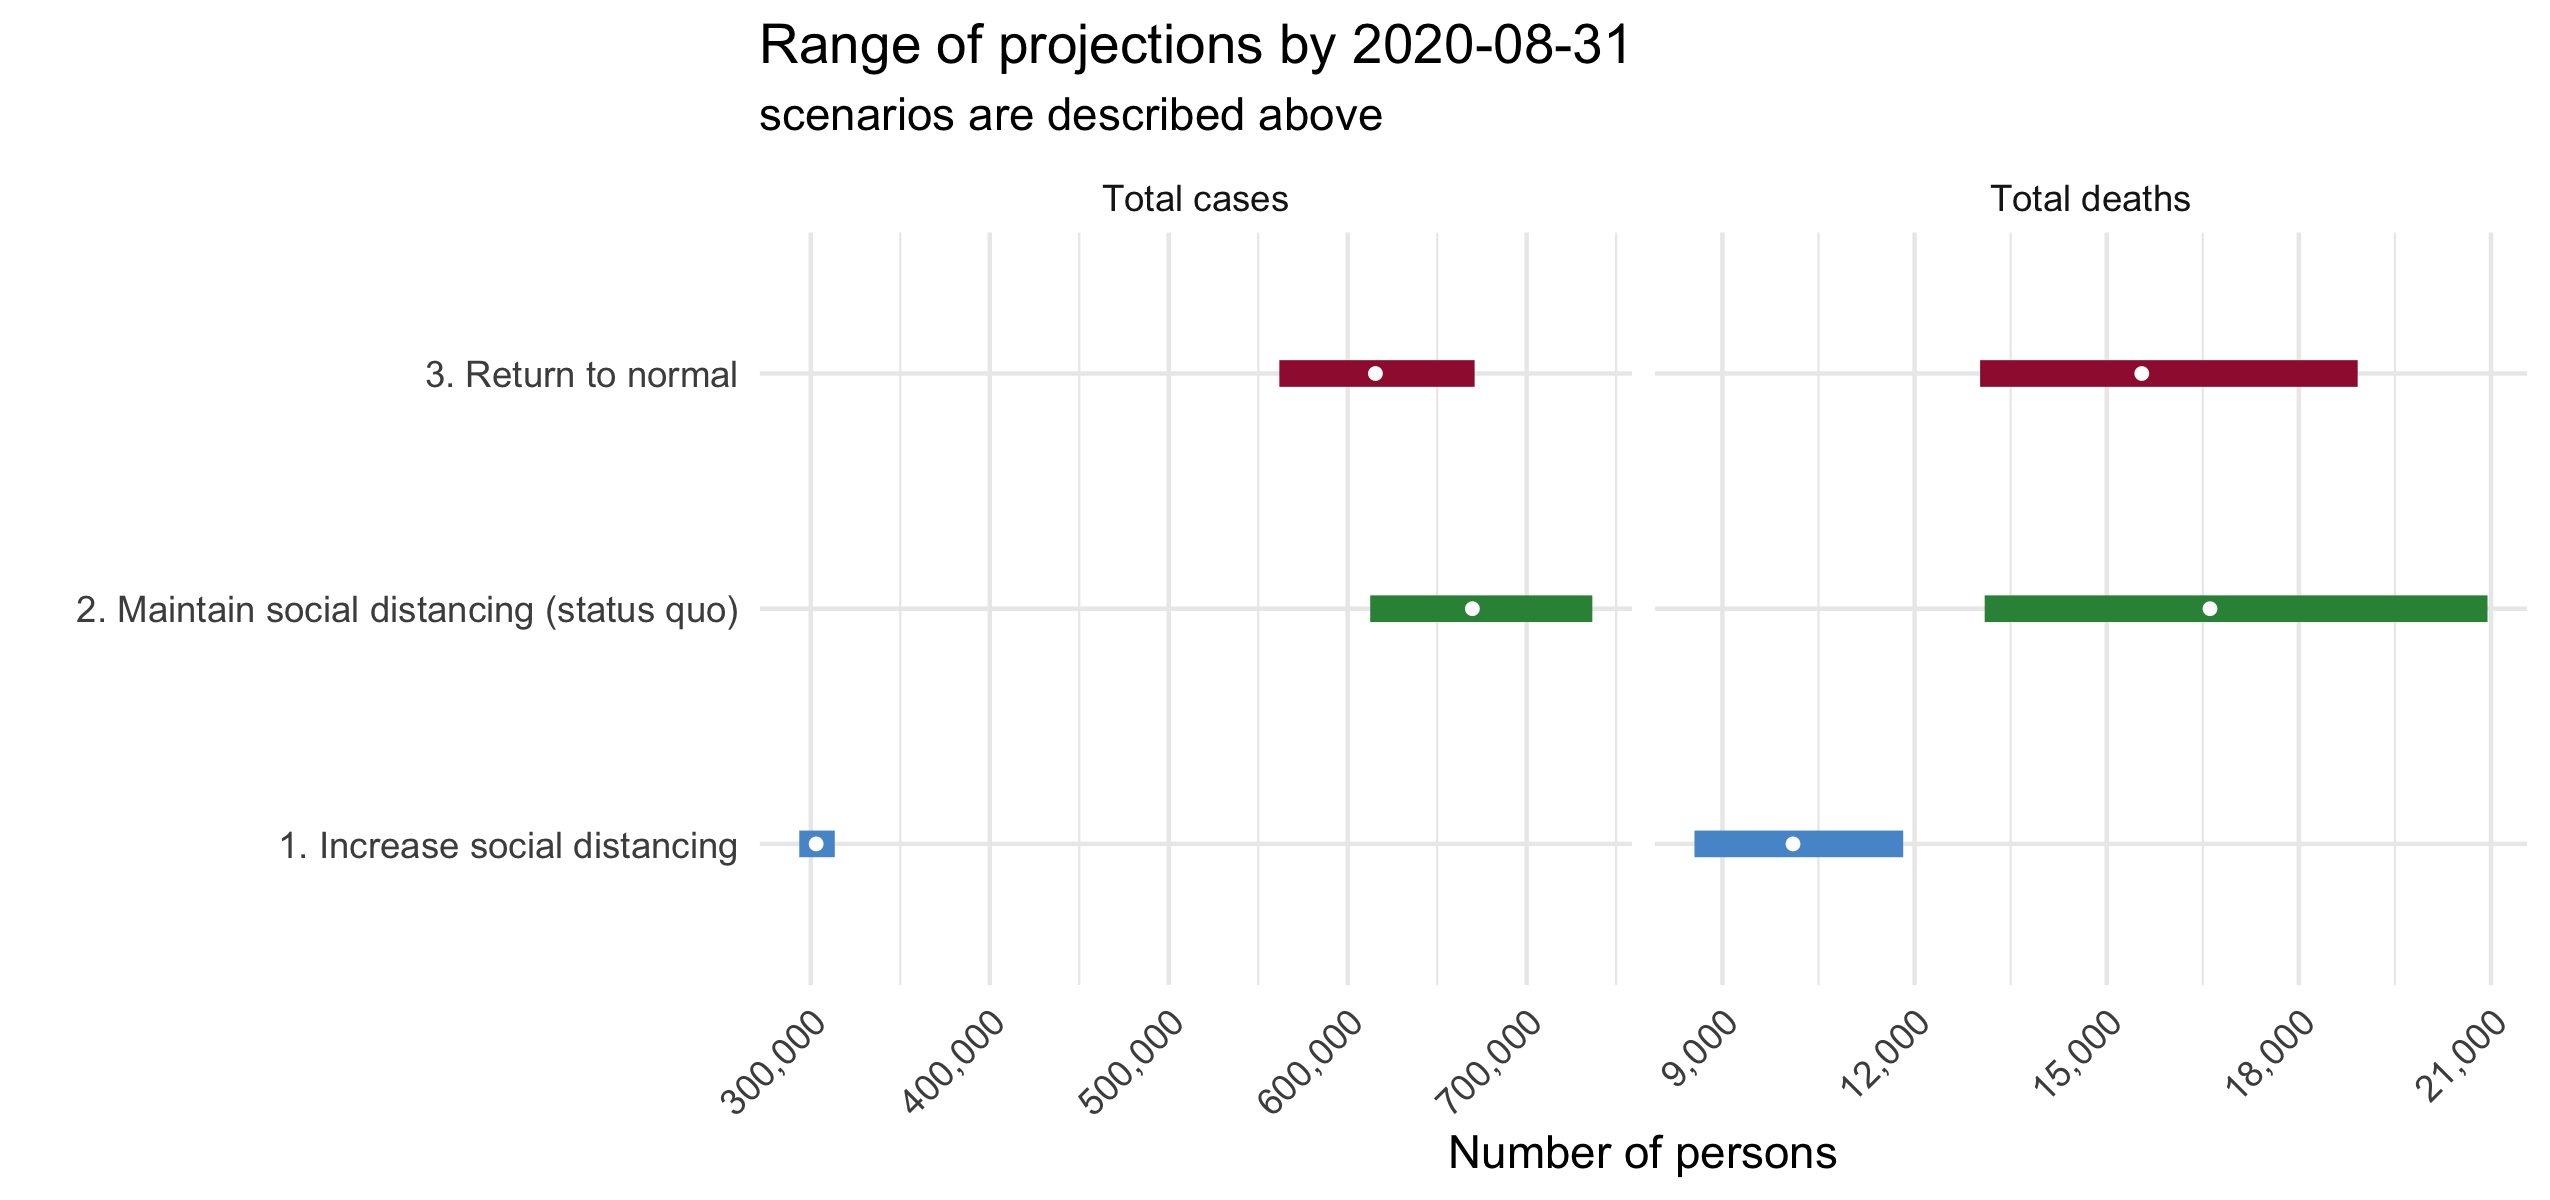 Range of projections by 2020-08-31
scenarios are described above
Total cases
Total deaths
3. Return to normal
2. Maintain social distancing (status quo)
1. Increase social distancing
300,000
400,000
500,000
600,000
700,000
9,000
12,000
15,000
18,000
21,000
Number of persons